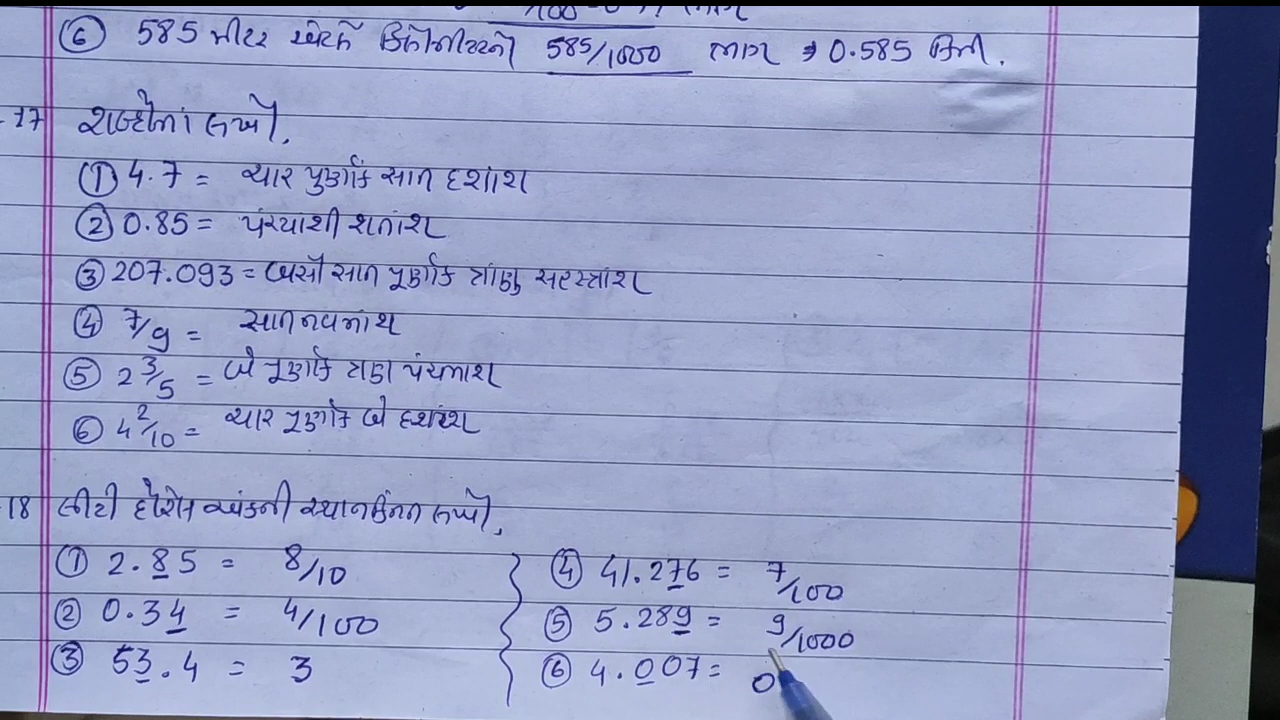 ⑥ 585 મીટર એટલે કિલોમીટરનો 585/1000 ભાગ → 0.585 કિમી.
17 શબ્દોમાં લખો.
① 4.7 = ચાર પુર્ણાંક સાત દશાંશ
② 0.85 = પંચયાશી શતાંશ
③ 207.093 = બસો સાત પૂર્ણાંક ત્રાણુ સહસ્ત્રાંશ
④ 7/9 = સાત નવમાંશ
⑤ 2 3/5 = બે પૂર્ણાંક ત્રણ પંચમાશ
⑥ 4 2/10 = ચાર પૂર્ણાંક બે દશાંશ
18 લીટી દોરેલ અંકની સ્થાનકિંમત લખો.
① 2.85 = 8/10
② 0.34 = 4/100
③ 53.4 = 3
④ 41.276 = 7/100
⑤ 5.289 = 9/1000
⑥ 4.007 = 0